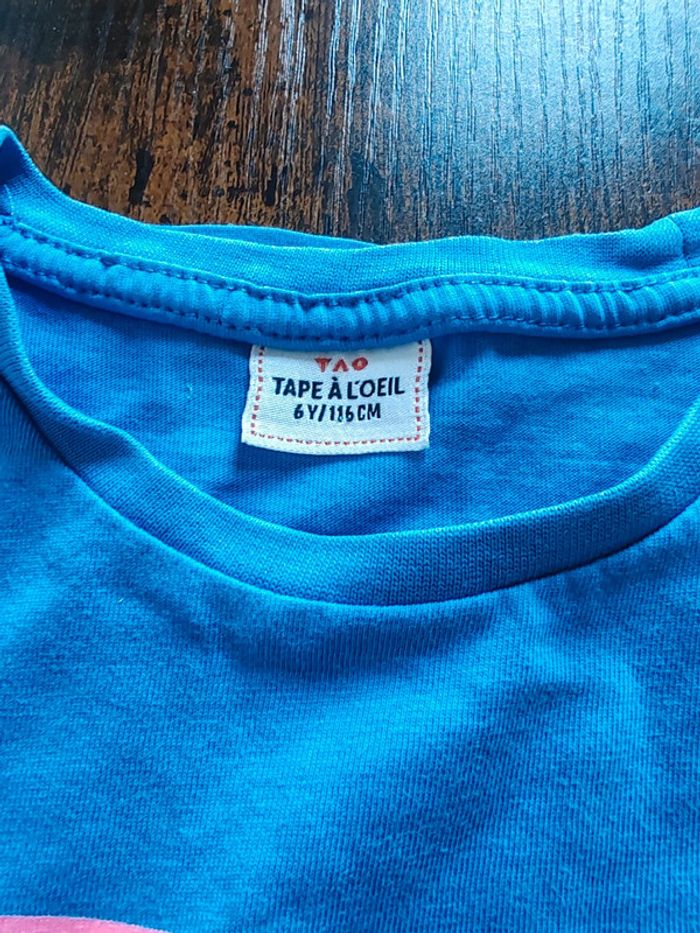 TAO
TAPE À L'OEIL
6Y/116CM